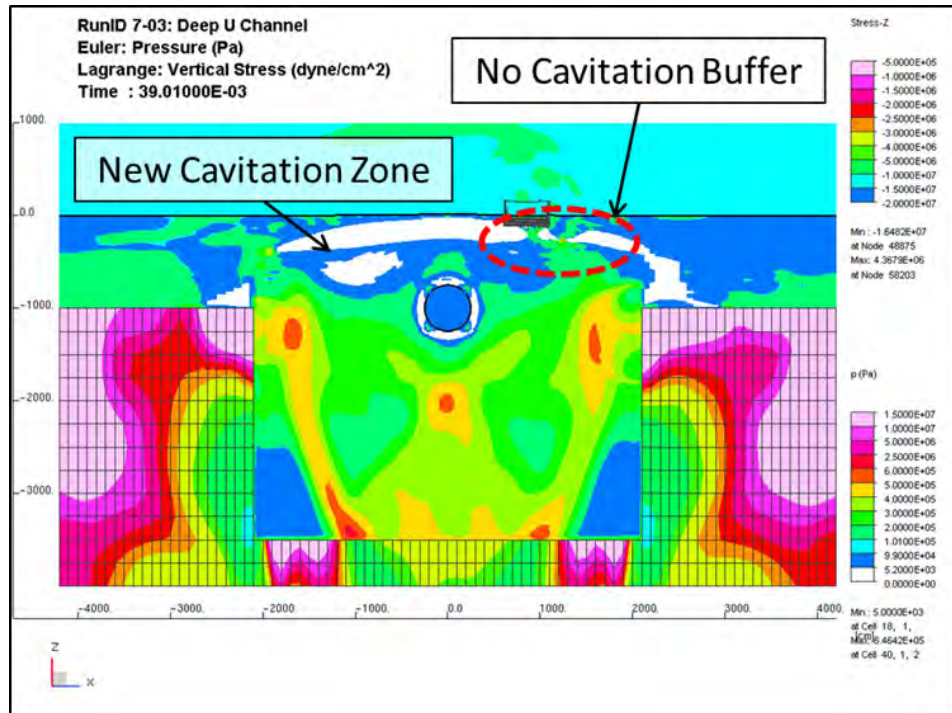 RunID 7-03: Deep U Channel
Euler: Pressure (Pa)
Lagrange: Vertical Stress (dyne/cm^2)
Time : 39.01000E-03
No Cavitation Buffer
New Cavitation Zone
Stress-Z
-5.0000E+05
-1.0000E+06
-1.5000E+06
-2.0000E+06
-2.5000E+06
-3.0000E+06
-4.0000E+06
-5.0000E+06
-1.0000E+07
-1.5000E+07
-2.0000E+07
Min : -1.6482E+07
at Node 48875
Max: 4.3679E+06
at Node 58203
p (Pa)
1.5000E+07
1.0000E+07
5.0000E+06
2.5000E+06
6.0000E+05
5.0000E+05
4.0000E+05
3.0000E+05
2.0000E+05
1.0100E+05
9.9000E+04
5.2000E+03
0.0000E+00
Min : 5.0000E+03
at Cell 18, 1,
[cm]
at Cell 40, 1, 2
1000.
0.0
-1000.
-2000.
-3000.
-4000.
-3000.
-2000.
-1000.
0.0
1000.
2000.
3000.
4000.
Z
X